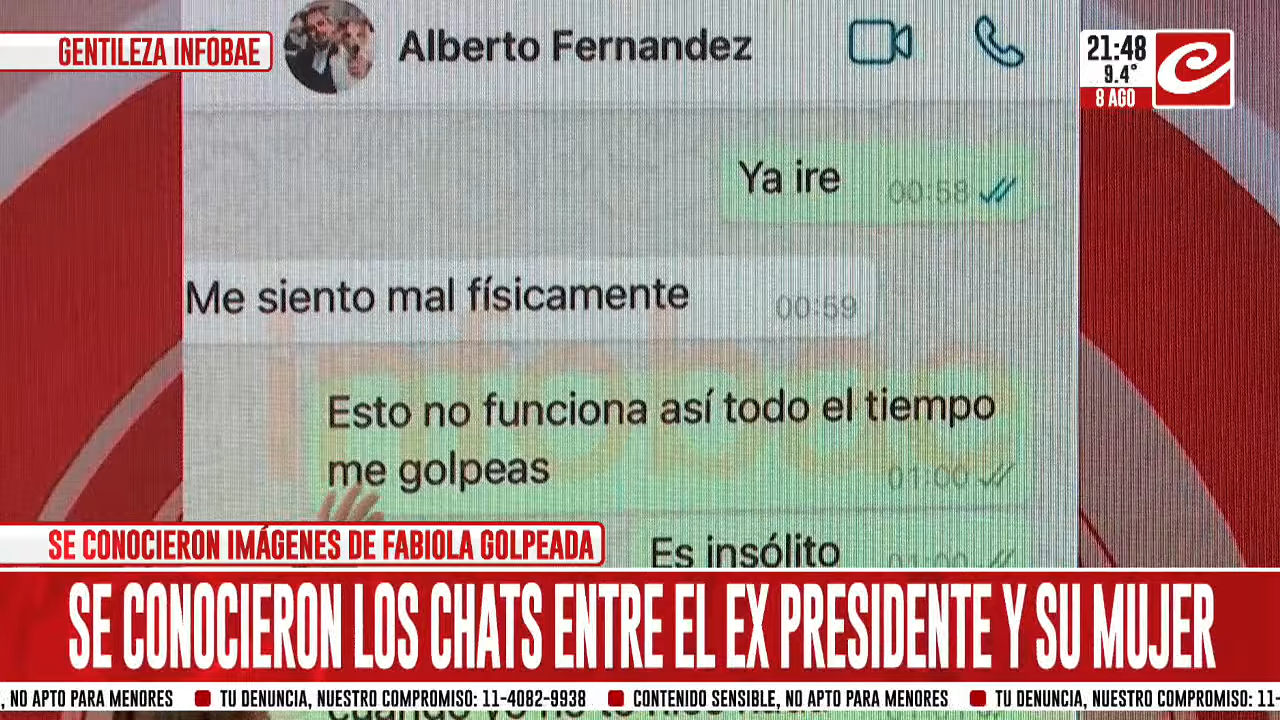 GENTILEZA INFOBAE
Alberto Fernandez
21:48
9.4°
8 AGO
Ya ire
00:58
Me siento mal físicamente
00:59
infobae
Esto no funciona así todo el tiempo
me golpeas
01:00
SE CONOCIERON IMÁGENES DE FABIOLA GOLPEADA
Es insólito
01:00
SE CONOCIERON LOS CHATS ENTRE EL EX PRESIDENTE Y SU MUJER
, NO APTO PARA MENORES TU DENUNCIA, NUESTRO COMPROMISO: 11-4082-9938 CONTENIDO SENSIBLE, NO APTO PARA MENORES TU DENUNCIA, NUESTRO COMPROMISO: 11-